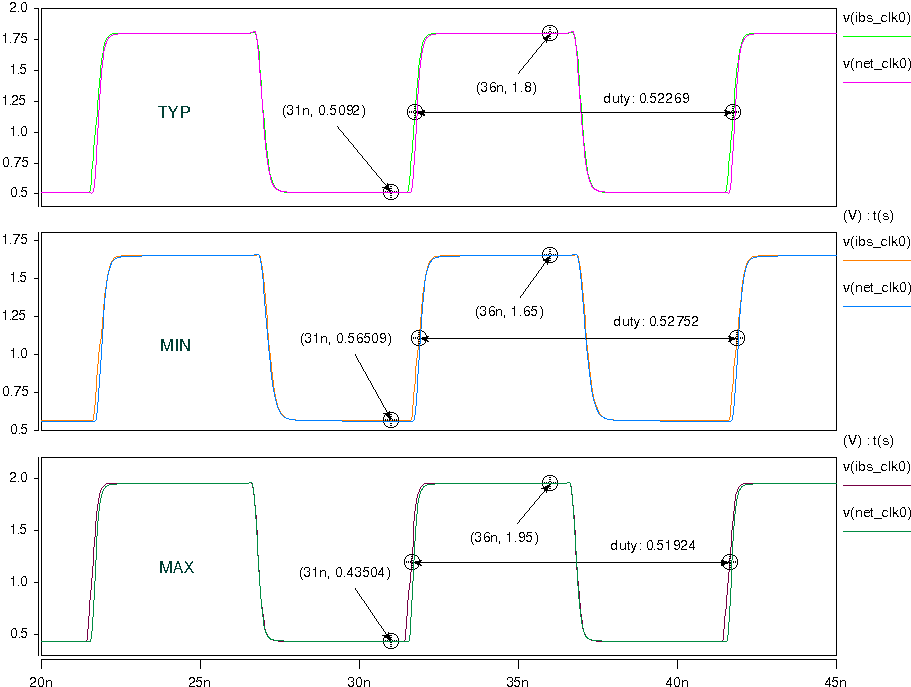 2.0
v(ibs_clk0)
1.75
v(net_clk0)
1.5
(36n, 1.8)
1.25
(31n, 0.5092)
duty: 0.52269
TYP
1.0
0.75
0.5
(V) : t(s)
1.75
v(ibs_clk0)
1.5
v(net_clk0)
1.25
(36n, 1.65)
duty: 0.52752
(31n, 0.56509)
MIN
1.0
0.75
0.5
(V) : t(s)
2.0
v(ibs_clk0)
v(net_clk0)
1.5
(36n, 1.95)
duty: 0.51924
(31n, 0.43504)
MAX
1.0
0.5
20n 25n 30n 35n 40n 45n